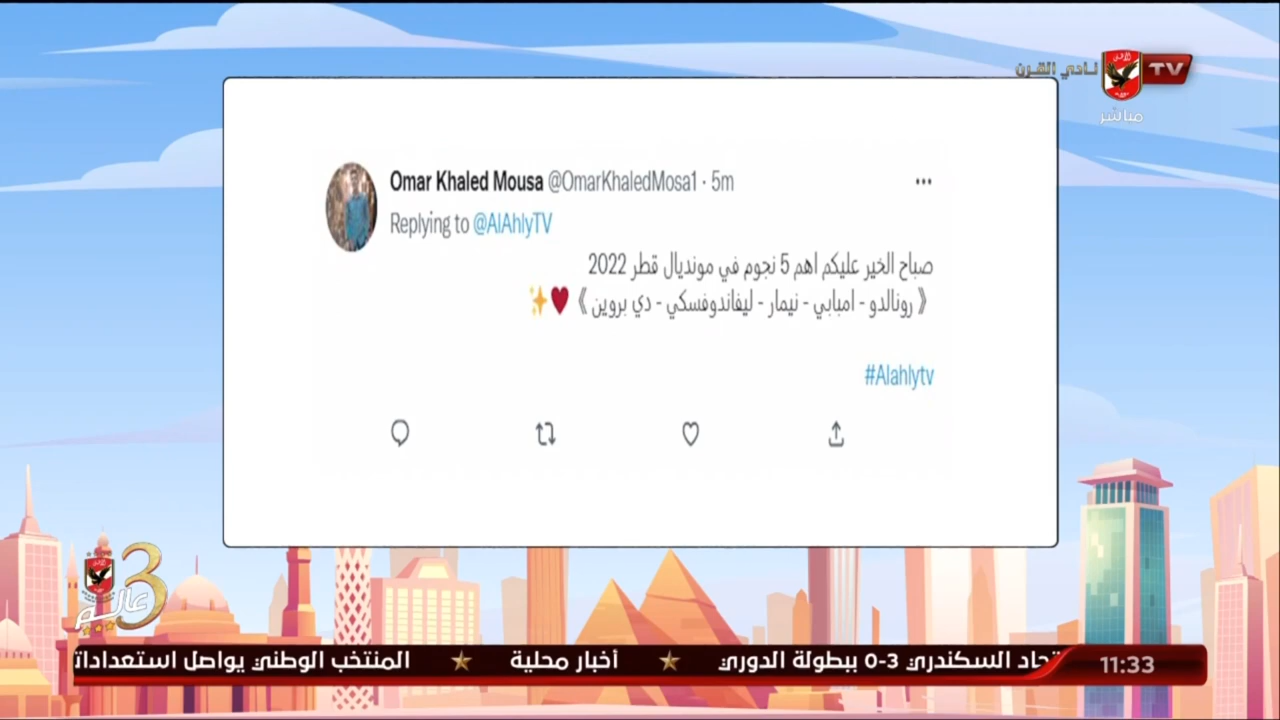 نادي القرن
TV
مباشر
Omar Khaled Mousa @OmarKhaledMosa1 · 5m
Replying to @AlAhlyTV
صباح الخير عليكم اهم 5 نجوم في مونديال قطر 2022
《 رونالدو - امبابي - نيمار - ليفاندوفسكي - دي بروين 》 ♥✨
#Alahlytv
3
عالم
تحاد السكندري 3-0 ببطولة الدوري ★ أخبار محلية ★ المنتخب الوطني يواصل استعداداتـ
11:33